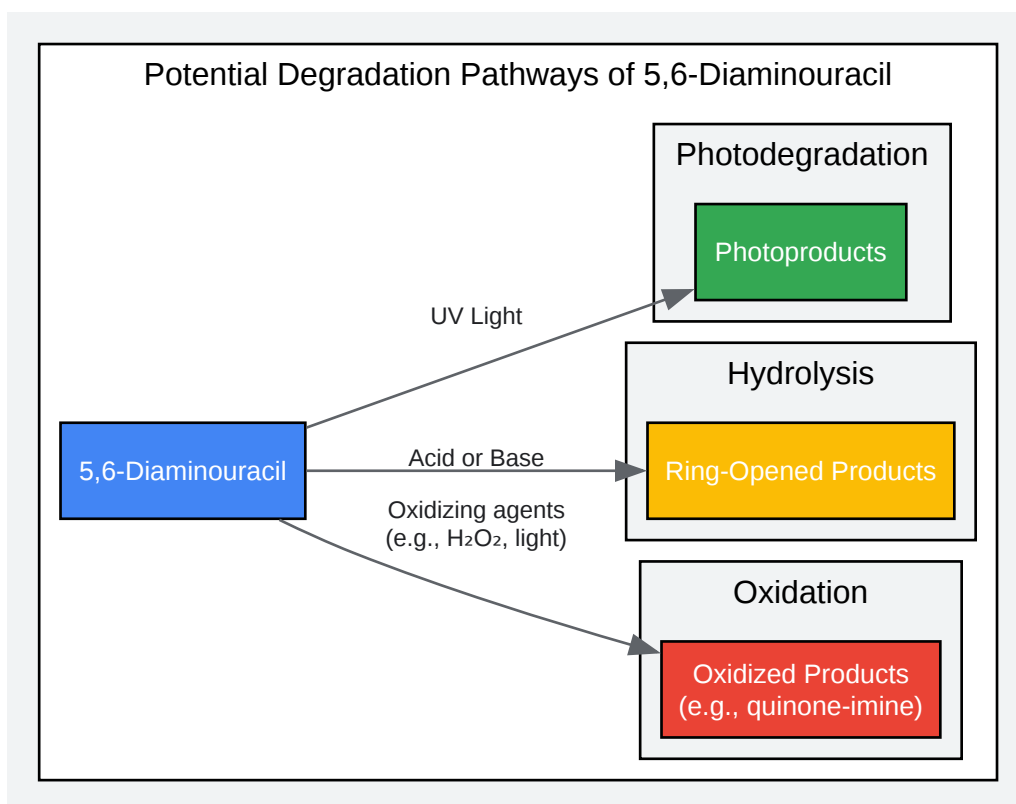 Potential Degradation Pathways of 5,6-Diaminouracil
Photodegradation
Photoproducts
UV Light
Hydrolysis
5,6-Diaminouracil
Acid or Base
Ring-Opened Products
Oxidizing agents
(e.g., H₂O₂, light)
Oxidation
Oxidized Products
(e.g., quinone-imine)